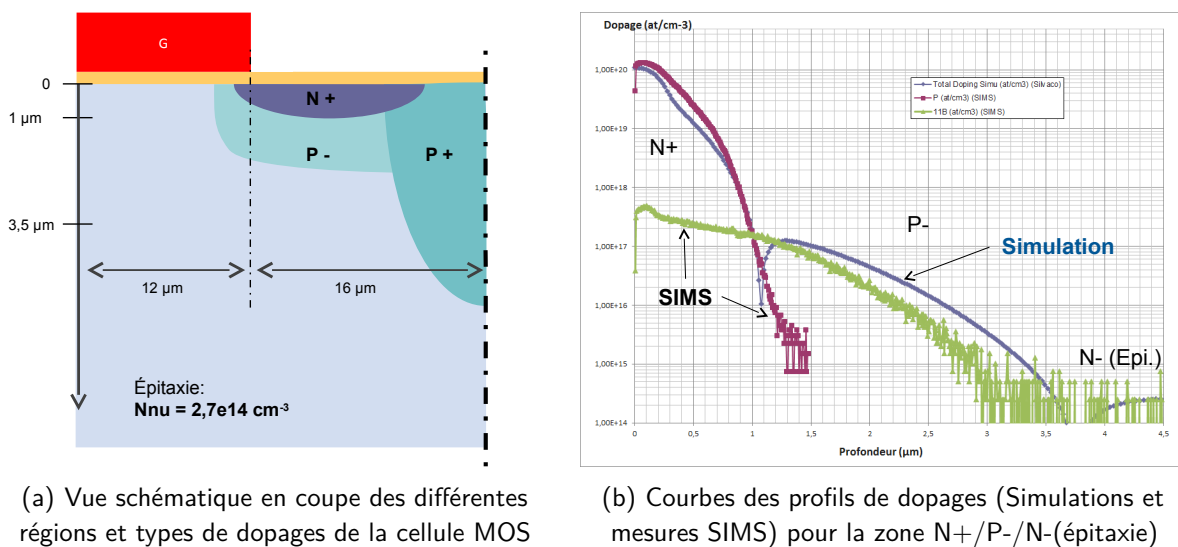 G
0
N +
1 µm
P -
P +
3,5 µm
12 µm
16 µm
Épitaxie:
Nnu = 2,7e14 cm⁻³
(a) Vue schématique en coupe des différentes
régions et types de dopages de la cellule MOS
Dopage (at/cm-3)
1,00E+20
1,00E+19
1,00E+18
1,00E+17
1,00E+16
1,00E+15
1,00E+14
Total Doping Simu (at/cm3) (Silvaco)
P (at/cm3) (SIMS)
11B (at/cm3) (SIMS)
N+
P-
Simulation
SIMS
N- (Epi.)
0
0,5
1
1,5
2
2,5
3
3,5
4
4,5
Profondeur (µm)
(b) Courbes des profils de dopages (Simulations et
mesures SIMS) pour la zone N+/P-/N-(épitaxie)